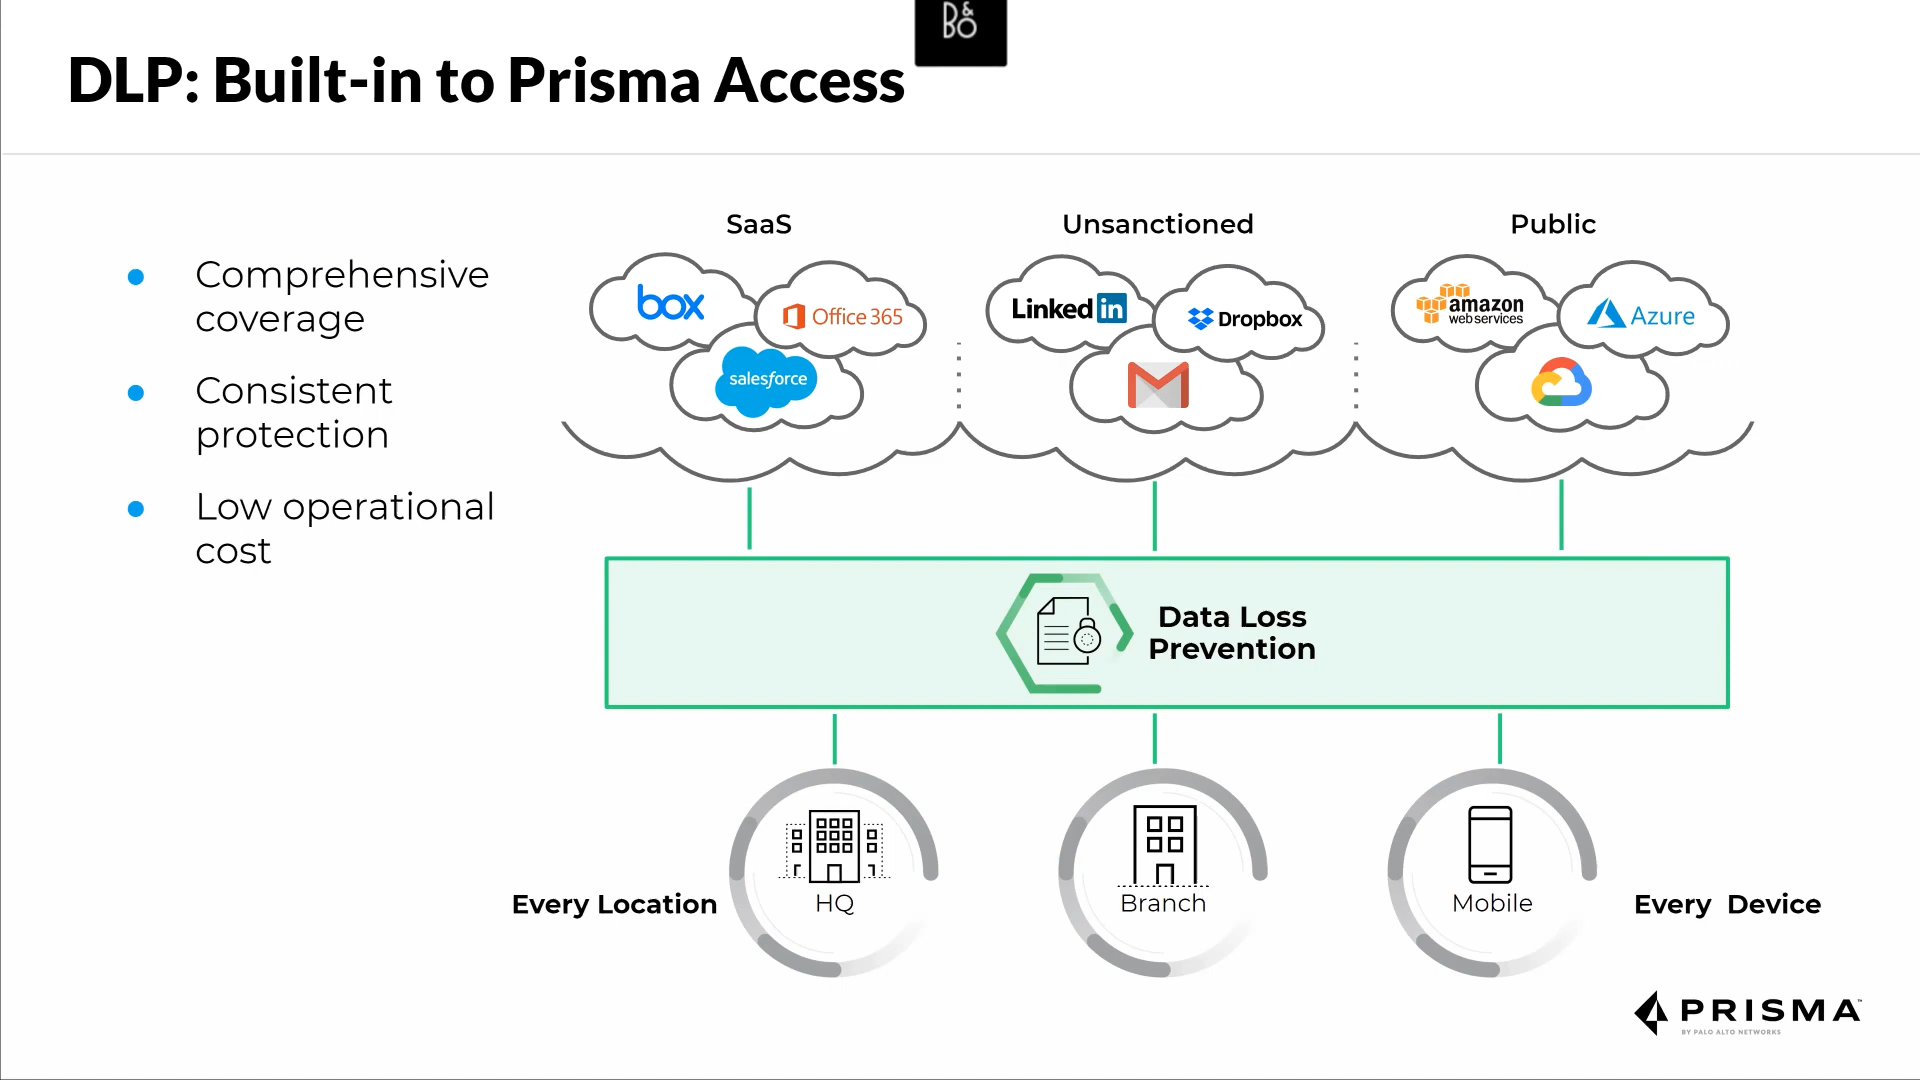 B&O
DLP: Built-in to Prisma Access
Comprehensive
coverage
Consistent
protection
Low operational
cost
SaaS
box
Office 365
salesforce
Unsanctioned
Linked in
Dropbox
Public
amazon
web services
Azure
Data Loss
Prevention
Every Location
HQ
Branch
Mobile
Every Device
PRISMA™
BY PALO ALTO NETWORKS